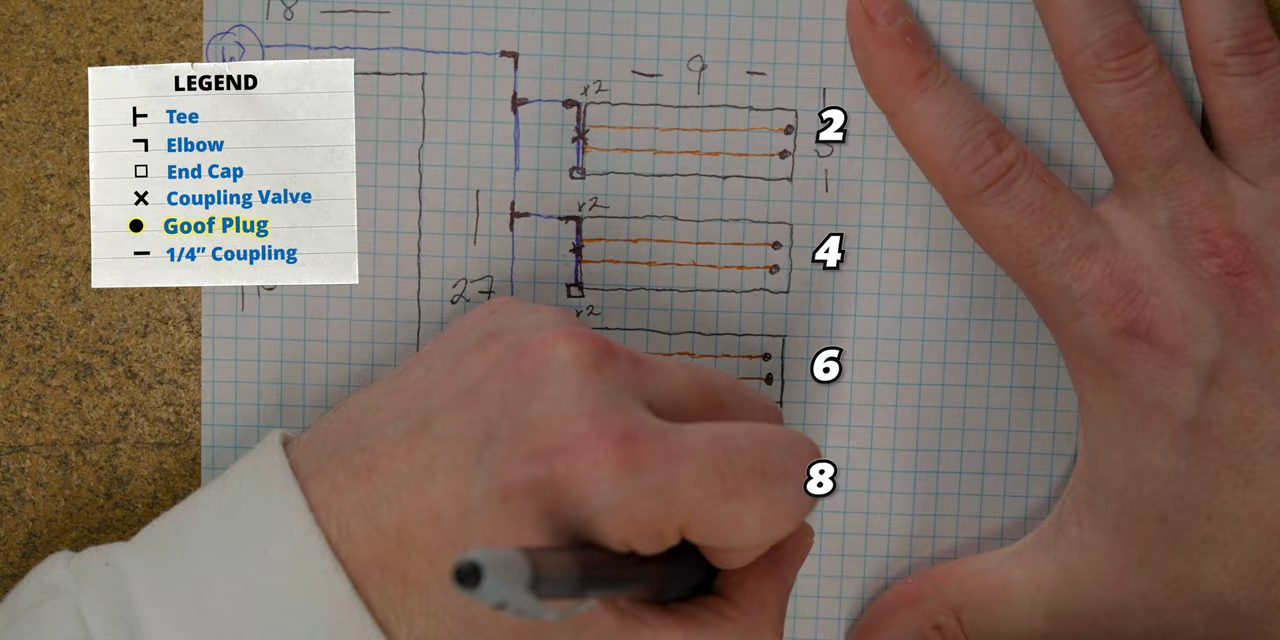 18
LEGEND
Tee
Elbow
End Cap
Coupling Valve
Goof Plug
1/4” Coupling
9
x2
2
x2
4
27
x2
6
8